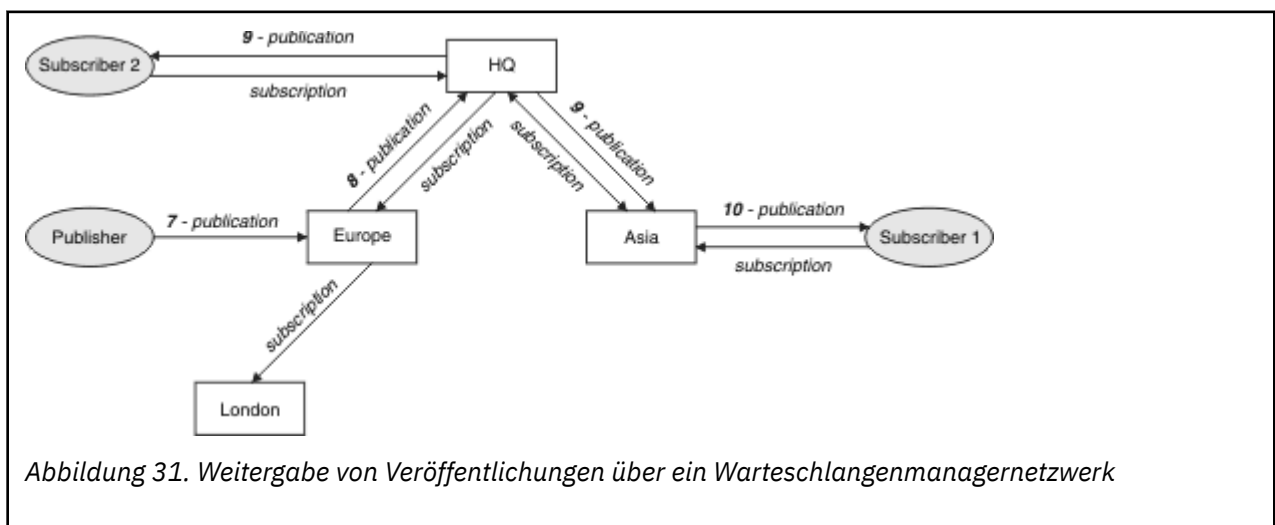 9 - publication
Subscriber 2
HQ
subscription
8 - publication
subscription
subscription
9 - publication
Publisher
7 - publication
Europe
Asia
10 - publication
Subscriber 1
subscription
subscription
London
Abbildung 31. Weitergabe von Veröffentlichungen über ein Warteschlangenmanagernetzwerk